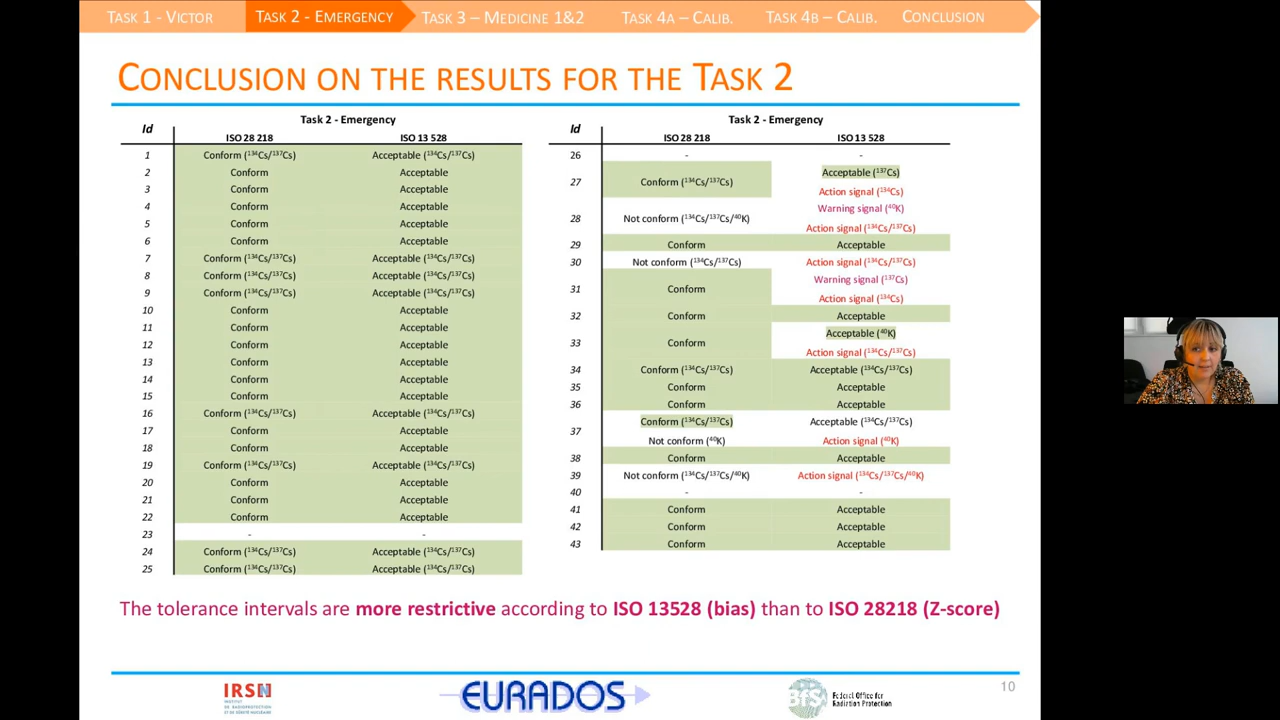 TASK 1 - VICTOR TASK 2 - EMERGENCY TASK 3 – MEDICINE 1&2 TASK 4A – CALIB. TASK 4B – CALIB. CONCLUSION
CONCLUSION ON THE RESULTS FOR THE TASK 2
Id Task 2 - Emergency
ISO 28 218 ISO 13 528
1 Conform (¹³⁴Cs/¹³⁷Cs) Acceptable (¹³⁴Cs/¹³⁷Cs)
2 Conform Acceptable
3 Conform Acceptable
4 Conform Acceptable
5 Conform Acceptable
6 Conform Acceptable
7 Conform (¹³⁴Cs/¹³⁷Cs) Acceptable (¹³⁴Cs/¹³⁷Cs)
8 Conform (¹³⁴Cs/¹³⁷Cs) Acceptable (¹³⁴Cs/¹³⁷Cs)
9 Conform (¹³⁴Cs/¹³⁷Cs) Acceptable (¹³⁴Cs/¹³⁷Cs)
10 Conform Acceptable
11 Conform Acceptable
12 Conform Acceptable
13 Conform Acceptable
14 Conform Acceptable
15 Conform Acceptable
16 Conform (¹³⁴Cs/¹³⁷Cs) Acceptable (¹³⁴Cs/¹³⁷Cs)
17 Conform Acceptable
18 Conform Acceptable
19 Conform (¹³⁴Cs/¹³⁷Cs) Acceptable (¹³⁴Cs/¹³⁷Cs)
20 Conform Acceptable
21 Conform Acceptable
22 Conform Acceptable
23 - -
24 Conform (¹³⁴Cs/¹³⁷Cs) Acceptable (¹³⁴Cs/¹³⁷Cs)
25 Conform (¹³⁴Cs/¹³⁷Cs) Acceptable (¹³⁴Cs/¹³⁷Cs)
Id Task 2 - Emergency
ISO 28 218 ISO 13 528
26 - -
27 Conform (¹³⁴Cs/¹³⁷Cs) Acceptable (¹³⁷Cs)
Action signal (¹³⁴Cs)
28 Not conform (¹³⁴Cs/¹³⁷Cs/⁴⁰K) Warning signal (⁴⁰K)
Action signal (¹³⁴Cs/¹³⁷Cs)
29 Conform Acceptable
30 Not conform (¹³⁴Cs/¹³⁷Cs) Action signal (¹³⁴Cs/¹³⁷Cs)
31 Conform Warning signal (¹³⁷Cs)
Action signal (¹³⁴Cs)
32 Conform Acceptable
33 Conform Acceptable (⁴⁰K)
Action signal (¹³⁴Cs/¹³⁷Cs)
34 Conform (¹³⁴Cs/¹³⁷Cs) Acceptable (¹³⁴Cs/¹³⁷Cs)
35 Conform Acceptable
36 Conform Acceptable
37 Conform (¹³⁴Cs/¹³⁷Cs) Acceptable (¹³⁴Cs/¹³⁷Cs)
Not conform (⁴⁰K) Action signal (⁴⁰K)
38 Conform Acceptable
39 Not conform (¹³⁴Cs/¹³⁷Cs/⁴⁰K) Action signal (¹³⁴Cs/¹³⁷Cs/⁴⁰K)
40 - -
41 Conform Acceptable
42 Conform Acceptable
43 Conform Acceptable
The tolerance intervals are more restrictive according to ISO 13528 (bias) than to ISO 28218 (Z-score)
10
IRSN
INSTITUT
DE RADIOPROTECTION
ET DE SÛRETÉ NUCLÉAIRE
EURADOS
BfS
Federal Office for
Radiation Protection